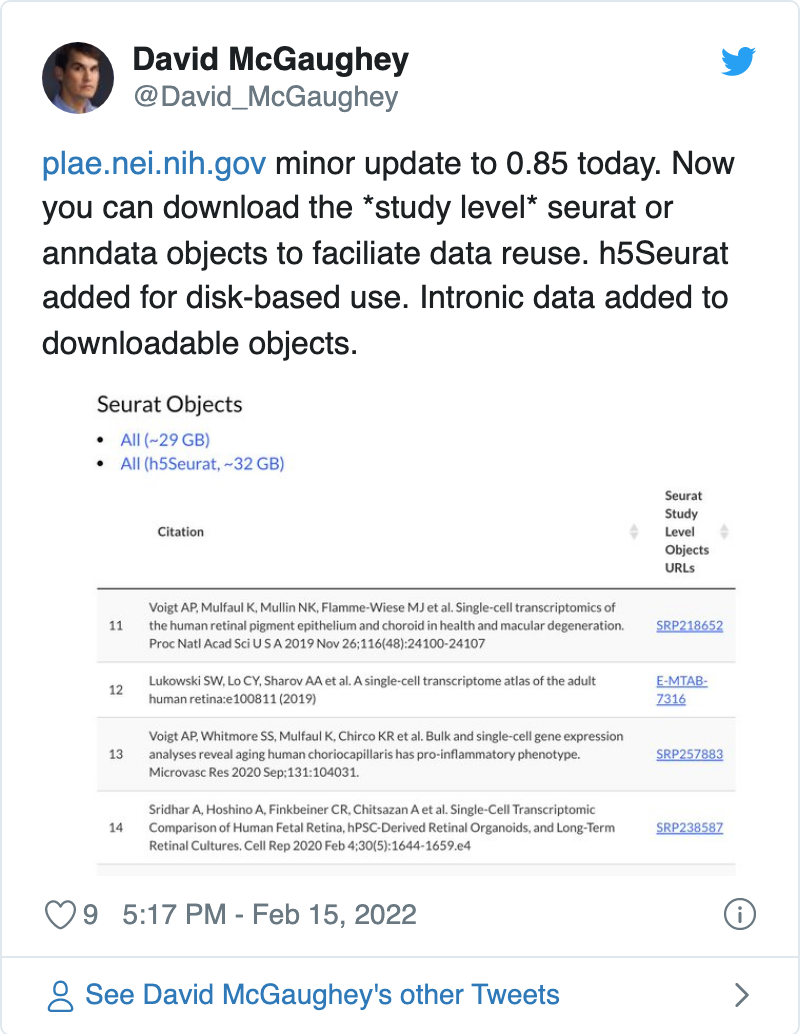 David McGaughey
@David_McGaughey
plae.nei.nih.gov minor update to 0.85 today. Now
you can download the *study level* seurat or
anndata objects to faciliate data reuse. h5Seurat
added for disk-based use. Intronic data added to
downloadable objects.
Seurat Objects
• All (~29 GB)
• All (h5Seurat, ~32 GB)
Citation
Seurat
Study
Level
Objects
URLs
11
Voigt AP, Mulfaul K, Mullin NK, Flamme-Wiese MJ et al. Single-cell transcriptomics of
the human retinal pigment epithelium and choroid in health and macular degeneration.
Proc Natl Acad Sci U S A 2019 Nov 26;116(48):24100-24107
SRP218652
12
Lukowski SW, Lo CY, Sharov AA et al. A single-cell transcriptome atlas of the adult
human retina:e100811 (2019)
E-MTAB-
7316
13
Voigt AP, Whitmore SS, Mulfaul K, Chirco KR et al. Bulk and single-cell gene expression
analyses reveal aging human choriocapillaris has pro-inflammatory phenotype.
Microvasc Res 2020 Sep;131:104031.
SRP257883
14
Sridhar A, Hoshino A, Finkbeiner CR, Chitsazan A et al. Single-Cell Transcriptomic
Comparison of Human Fetal Retina, hPSC-Derived Retinal Organoids, and Long-Term
Retinal Cultures. Cell Rep 2020 Feb 4;30(5):1644-1659.e4
SRP238587
9 5:17 PM - Feb 15, 2022
See David McGaughey's other Tweets